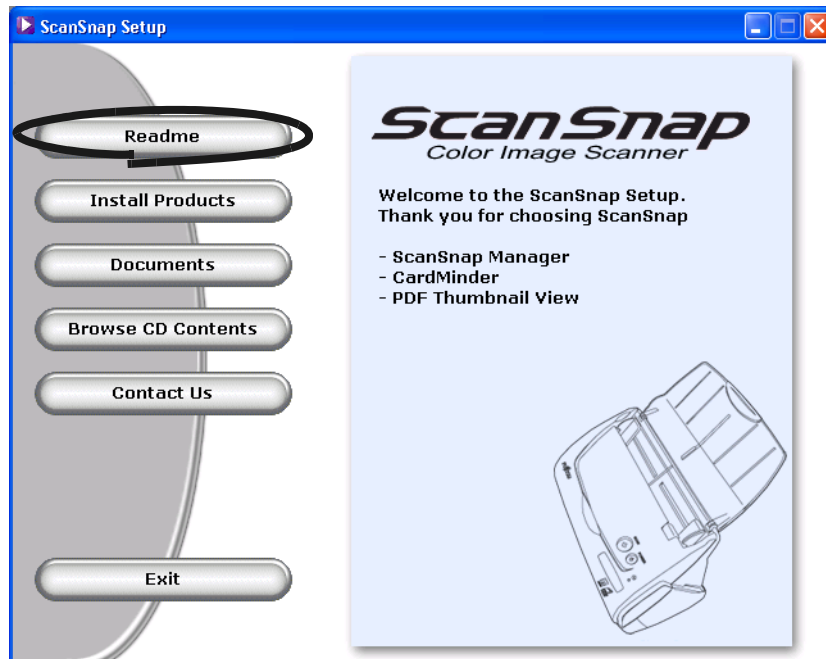 ScanSnap Setup
Readme
Install Products
Documents
Browse CD Contents
Contact Us
Exit
ScanSnap
Color Image Scanner
Welcome to the ScanSnap Setup.
Thank you for choosing ScanSnap
- ScanSnap Manager
- CardMinder
- PDF Thumbnail View